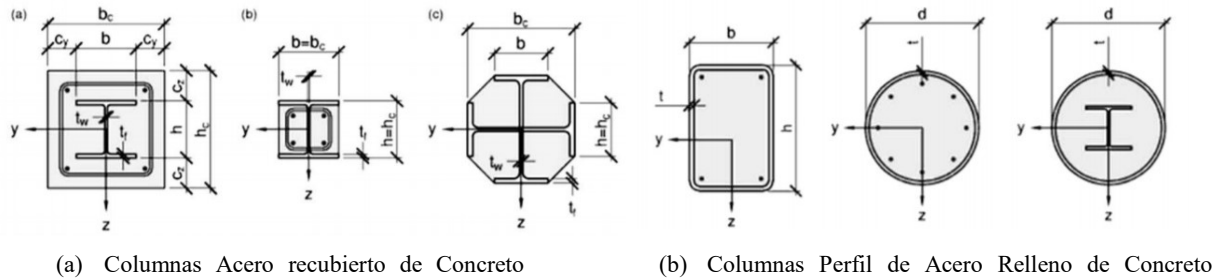 (a)
b_c
c_y b c_y
c_z
t_w
y
t_f
h
h_c
c_z
z
(b)
b=b_c
t_w
y
t_f
h=h_c
z
(c)
b_c
b
y
t_w
h=h_c
t_f
z
b
t
y
h
z
d
t
y
z
d
t
y
z
(a) Columnas Acero recubierto de Concreto
(b) Columnas Perfil de Acero Relleno de Concreto